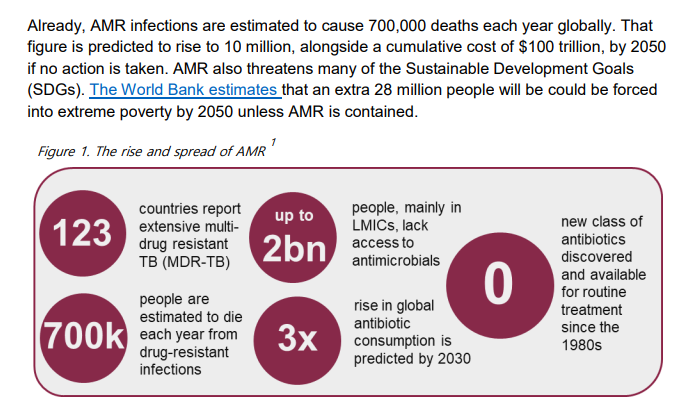 Already, AMR infections are estimated to cause 700,000 deaths each year globally. That
figure is predicted to rise to 10 million, alongside a cumulative cost of $100 trillion, by 2050
if no action is taken. AMR also threatens many of the Sustainable Development Goals
(SDGs). The World Bank estimates that an extra 28 million people will be could be forced
into extreme poverty by 2050 unless AMR is contained.
Figure 1. The rise and spread of AMR 1
123
countries report
extensive multi-
drug resistant
TB (MDR-TB)
up to
2bn
people, mainly in
LMICs, lack
access to
antimicrobials
700k
people are
estimated to die
each year from
drug-resistant
infections
3x
rise in global
antibiotic
consumption is
predicted by 2030
0
new class of
antibiotics
discovered
and available
for routine
treatment
since the
1980s